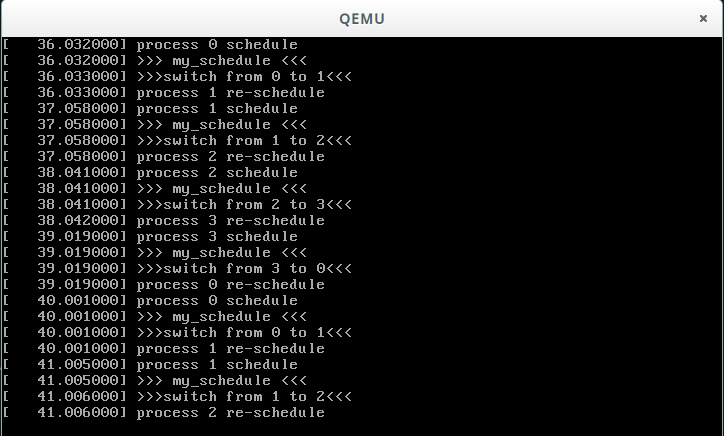 QEMU
×
[   36.032000] process 0 schedule
[   36.032000] >>> my_schedule <<<
[   36.033000] >>>switch from 0 to 1<<<
[   36.033000] process 1 re-schedule
[   37.058000] process 1 schedule
[   37.058000] >>> my_schedule <<<
[   37.058000] >>>switch from 1 to 2<<<
[   37.058000] process 2 re-schedule
[   38.041000] process 2 schedule
[   38.041000] >>> my_schedule <<<
[   38.041000] >>>switch from 2 to 3<<<
[   38.042000] process 3 re-schedule
[   39.019000] process 3 schedule
[   39.019000] >>> my_schedule <<<
[   39.019000] >>>switch from 3 to 0<<<
[   39.019000] process 0 re-schedule
[   40.001000] process 0 schedule
[   40.001000] >>> my_schedule <<<
[   40.001000] >>>switch from 0 to 1<<<
[   40.001000] process 1 re-schedule
[   41.005000] process 1 schedule
[   41.005000] >>> my_schedule <<<
[   41.006000] >>>switch from 1 to 2<<<
[   41.006000] process 2 re-schedule